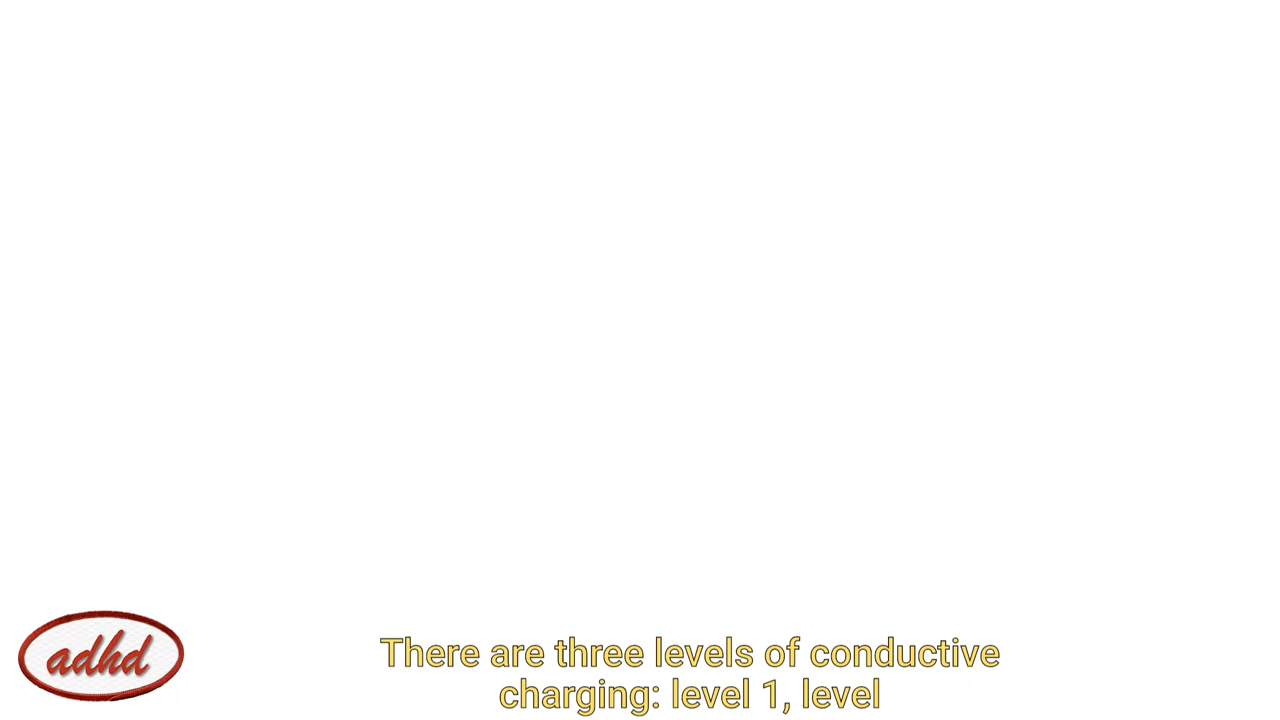 adhd
There are three levels of conductive
charging: level 1, level